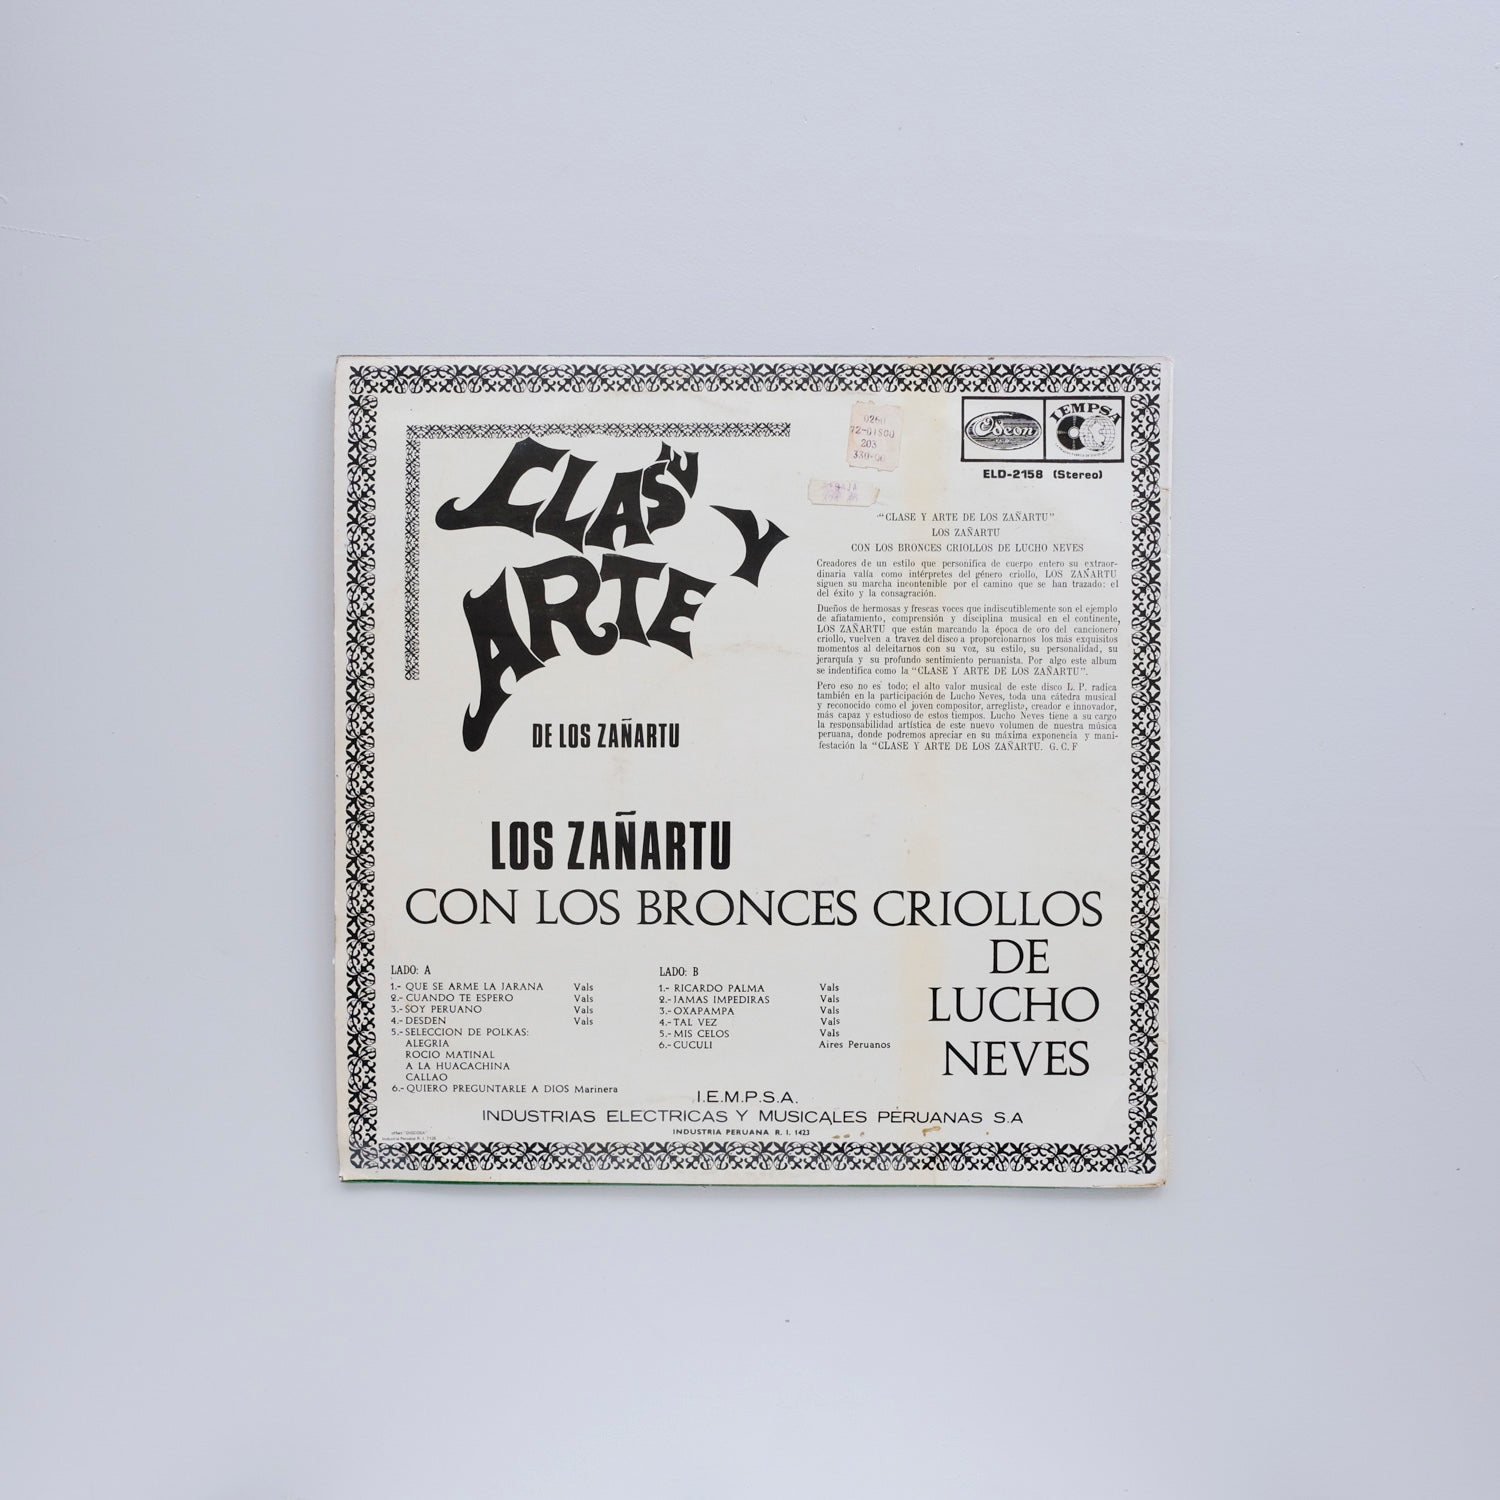 CLASE Y
ARTE
DE LOS ZAÑARTU
0260
203
330-00
Odeon
IEMPSA
ELD-2158 (Stereo)
"CLASE Y ARTE DE LOS ZAÑARTU"
LOS ZAÑARTU
CON LOS BRONCES CRIOLLOS DE LUCHO NEVES
Creadores de un estilo que personifica de cuerpo entero su extraor-
dinaria valía como intérpretes del género criollo, LOS ZAÑARTU
siguen su marcha incontenible por el camino que se han trazado: el
del éxito y la consagración.
Dueños de hermosas y frescas voces que indiscutiblemente son el ejemplo
de afiatamiento, comprensión y disciplina musical en el continente,
LOS ZAÑARTU que están marcando la época de oro del cancionero
criollo, vuelven a travez del disco a proporcionarnos los más exquisitos
momentos al deleitarnos con su voz, su estilo, su personalidad, su
jerarquía y su profundo sentimiento peruanista. Por algo este album
se indentifica como la "CLASE Y ARTE DE LOS ZAÑARTU".
Pero eso no es todo; el alto valor musical de este disco L. P. radica
también en la participación de Lucho Neves, toda una cátedra musical
y reconocido como el joven compositor, arreglista, creador e innovador,
más capaz y estudioso de estos tiempos. Lucho Neves tiene a su cargo
la responsabilidad artística de este nuevo volumen de nuestra música
peruana, donde podremos apreciar en su máxima exponencia y mani-
festación la "CLASE Y ARTE DE LOS ZAÑARTU. G. C. F
LOS ZAÑARTU
CON LOS BRONCES CRIOLLOS
DE
LUCHO
NEVES
LADO: A
1.- QUE SE ARME LA JARANA Vals
2.- CUANDO TE ESPERO Vals
3.- SOY PERUANO Vals
4.- DESDEN Vals
5.- SELECCION DE POLKAS:
ALEGRIA
ROCIO MATINAL
A LA HUACACHINA
CALLAO
6.- QUIERO PREGUNTARLE A DIOS Marinera
LADO: B
1.- RICARDO PALMA Vals
2.- JAMAS IMPEDIRAS Vals
3.- OXAPAMPA Vals
4.- TAL VEZ Vals
5.- MIS CELOS Vals
6.- CUCULI Aires Peruanos
I.E.M.P.S.A.
INDUSTRIAS ELECTRICAS Y MUSICALES PERUANAS S.A
INDUSTRIA PERUANA R. I. 1423
offset "DISCOSA"
Industria Peruana R. I.